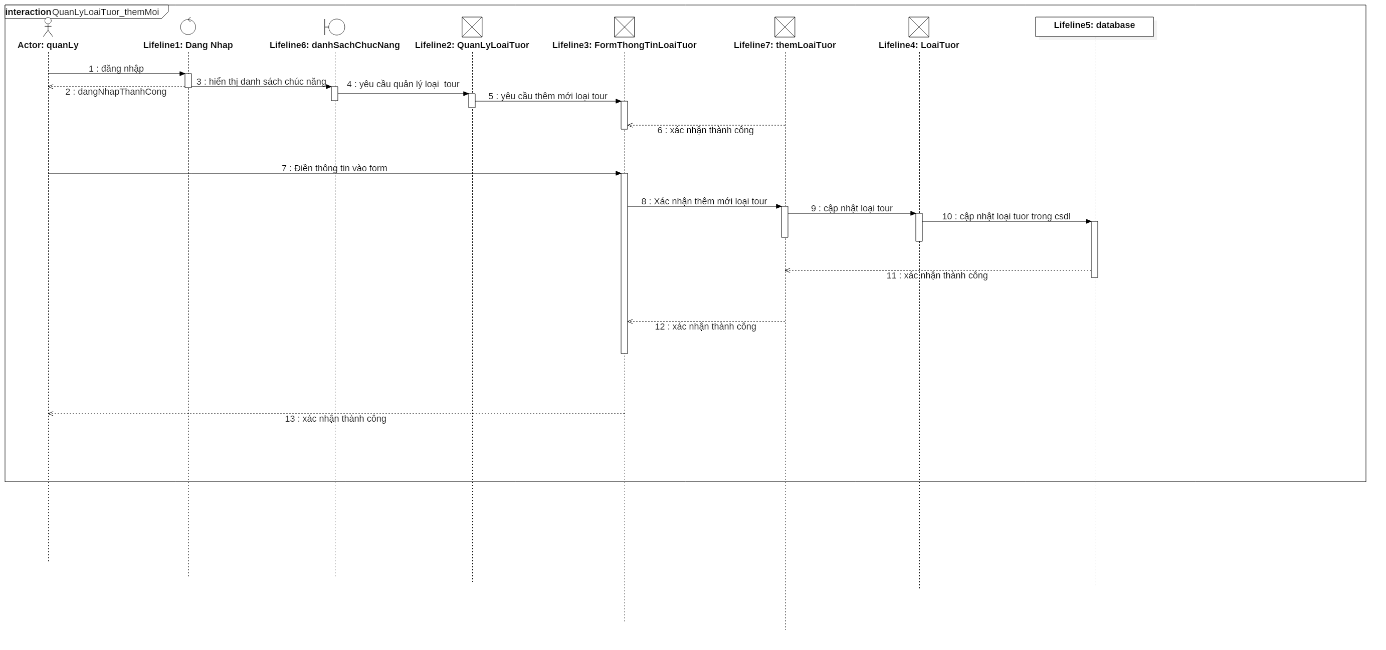 interaction QuanLyLoaiTuor_themMoi
Actor: quanLy
Lifeline1: Dang Nhap
Lifeline6: danhSachChucNang
Lifeline2: QuanLyLoaiTuor
Lifeline3: FormThongTinLoaiTuor
Lifeline7: themLoaiTuor
Lifeline4: LoaiTuor
Lifeline5: database
1 : đăng nhập
2 : dangNhapThanhCong
3 : hiển thị danh sách chúc năng
4 : yêu cầu quản lý loại  tour
5 : yêu cầu thêm mới loại tour
6 : xác nhận thành công
7 : Điền thông tin vào form
8 : Xác nhận thêm mới loại tour
9 : cập nhật loại tour
10 : cập nhật loại tuor trong csdl
11 : xác nhận thành công
12 : xác nhận thành công
13 : xác nhận thành công